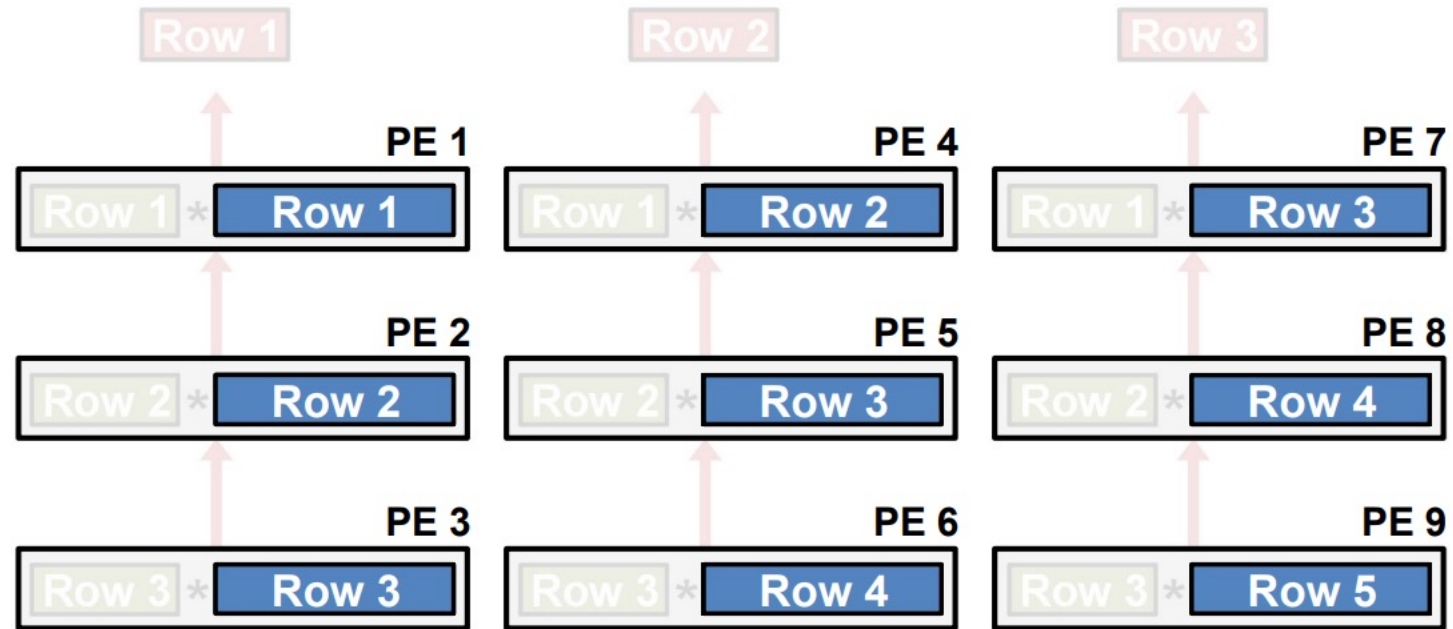 Row 1 Row 2 Row 3
PE 1 PE 4 PE 7
Row 1 * Row 1 Row 1 * Row 2 Row 1 * Row 3
PE 2 PE 5 PE 8
Row 2 * Row 2 Row 2 * Row 3 Row 2 * Row 4
PE 3 PE 6 PE 9
Row 3 * Row 3 Row 3 * Row 4 Row 3 * Row 5